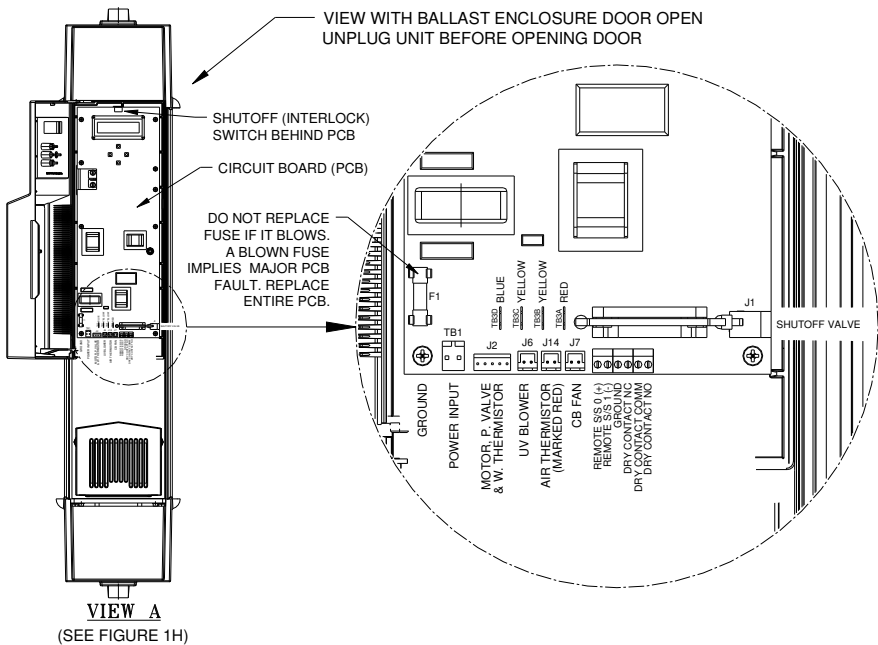 VIEW WITH BALLAST ENCLOSURE DOOR OPEN
UNPLUG UNIT BEFORE OPENING DOOR
SHUTOFF (INTERLOCK)
SWITCH BEHIND PCB
CIRCUIT BOARD (PCB)
DO NOT REPLACE
FUSE IF IT BLOWS.
A BLOWN FUSE
IMPLIES MAJOR PCB
FAULT. REPLACE
ENTIRE PCB.
F1
TB3D
BLUE
TB3C
YELLOW
TB3B
YELLOW
TB3A
RED
J1
SHUTOFF VALVE
TB1
J2
J6
J14
J7
GROUND
POWER INPUT
MOTOR, P. VALVE
& W. THERMISTOR
UV BLOWER
AIR THERMISTOR
(MARKED RED)
CB FAN
REMOTE S/S 0 (+)
REMOTE S/S 1 (-)
GROUND
DRY CONTACT NC
DRY CONTACT COMM
DRY CONTACT NO
VIEW A
(SEE FIGURE 1H)